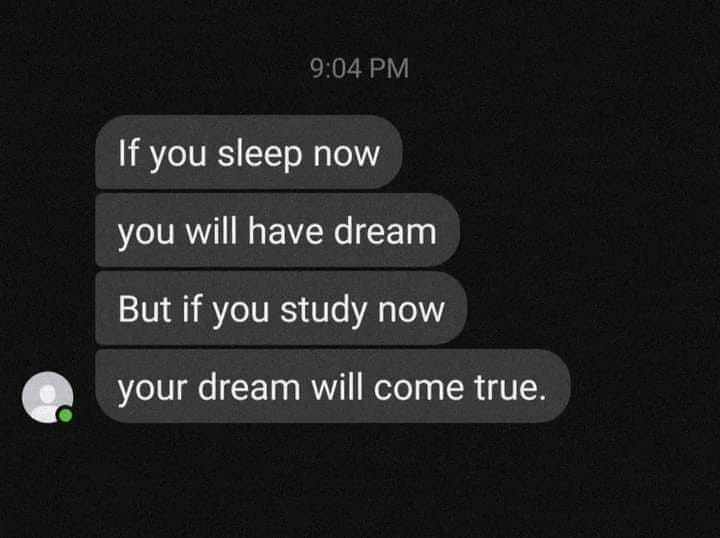 9:04 PM
If you sleep now
you will have dream
But if you study now
your dream will come true.